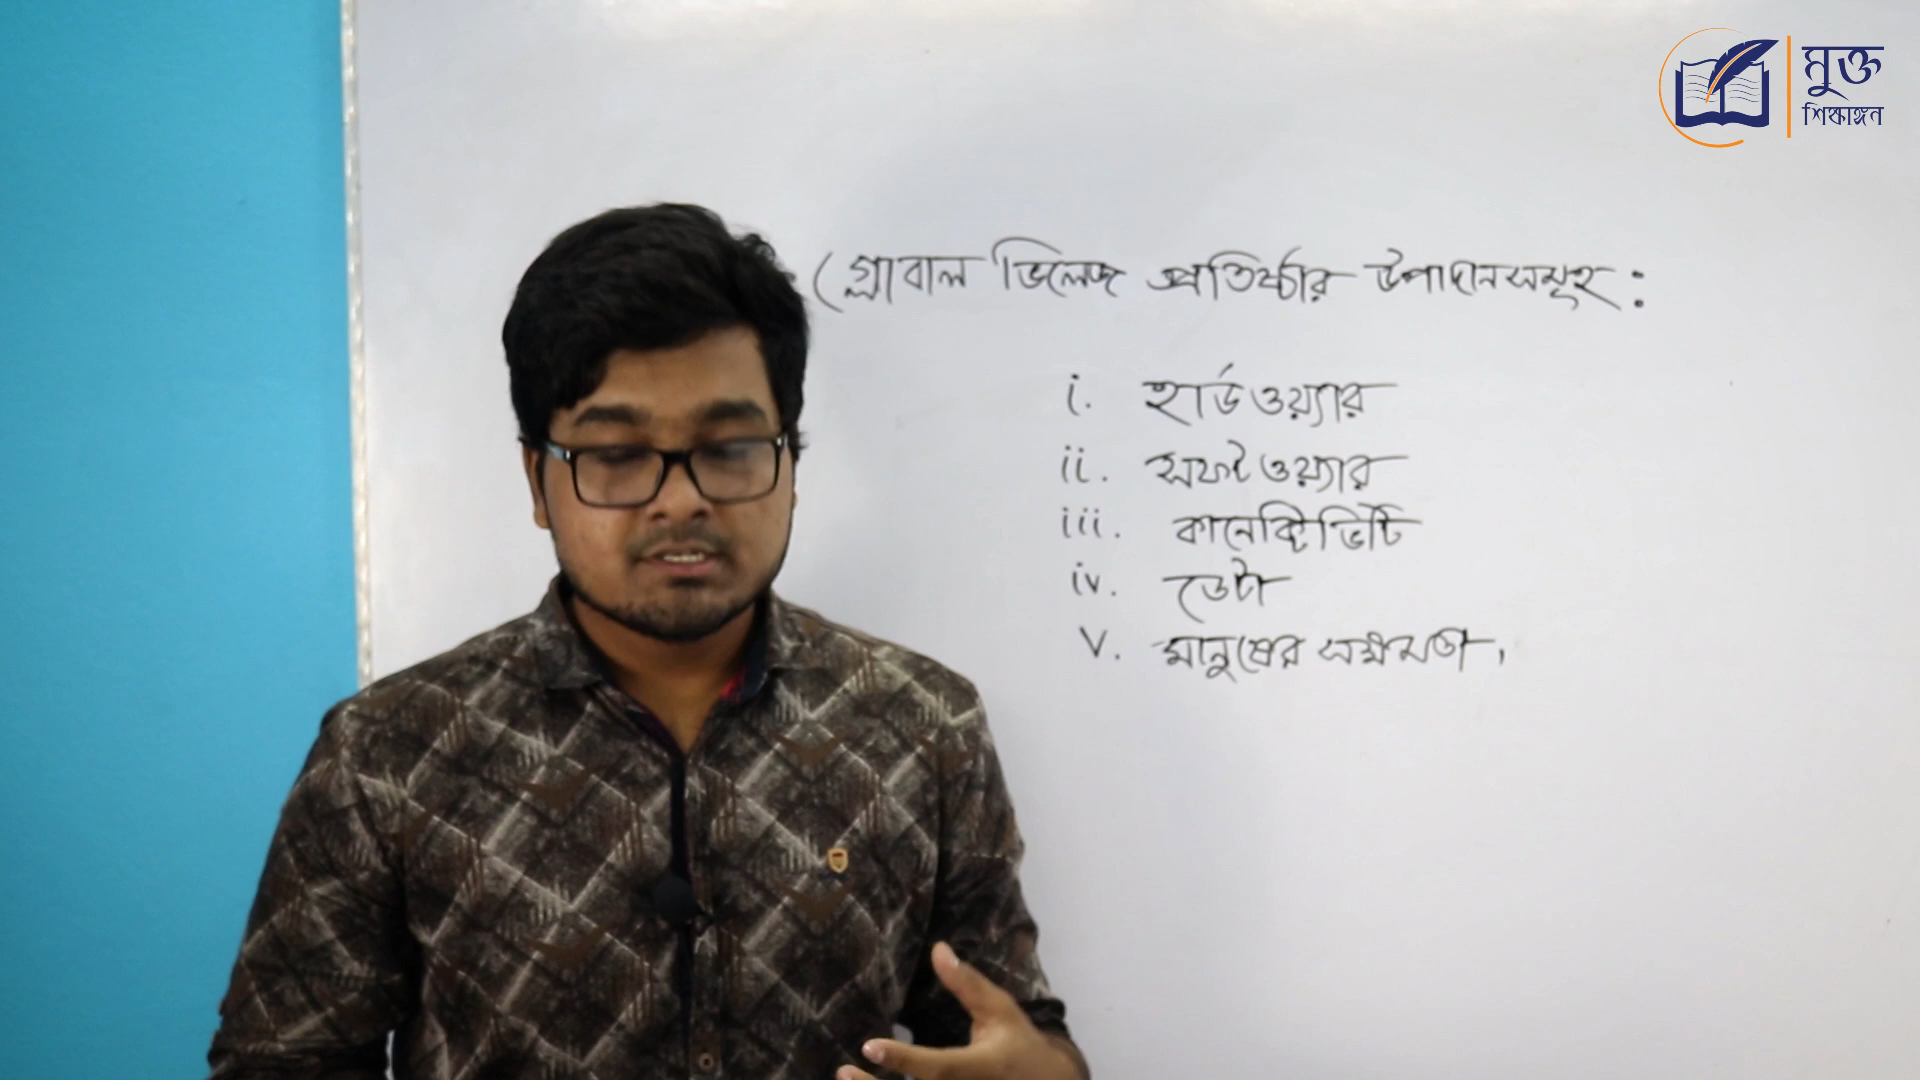 মুক্ত
শিক্ষাঙ্গন
গ্লোবাল ভিলেজ প্রতিষ্ঠার উপাদানসমূহ :
i. হার্ডওয়্যার
ii. সফটওয়্যার
iii. কানেক্টিভিটি
iv. ডেটা
v. মানুষের সক্ষমতা,